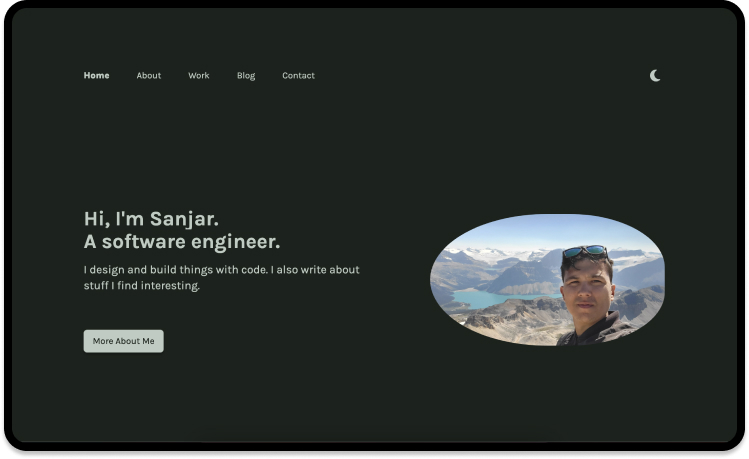 Home About Work Blog Contact
Hi, I'm Sanjar.
A software engineer.
I design and build things with code. I also write about
stuff I find interesting.
More About Me